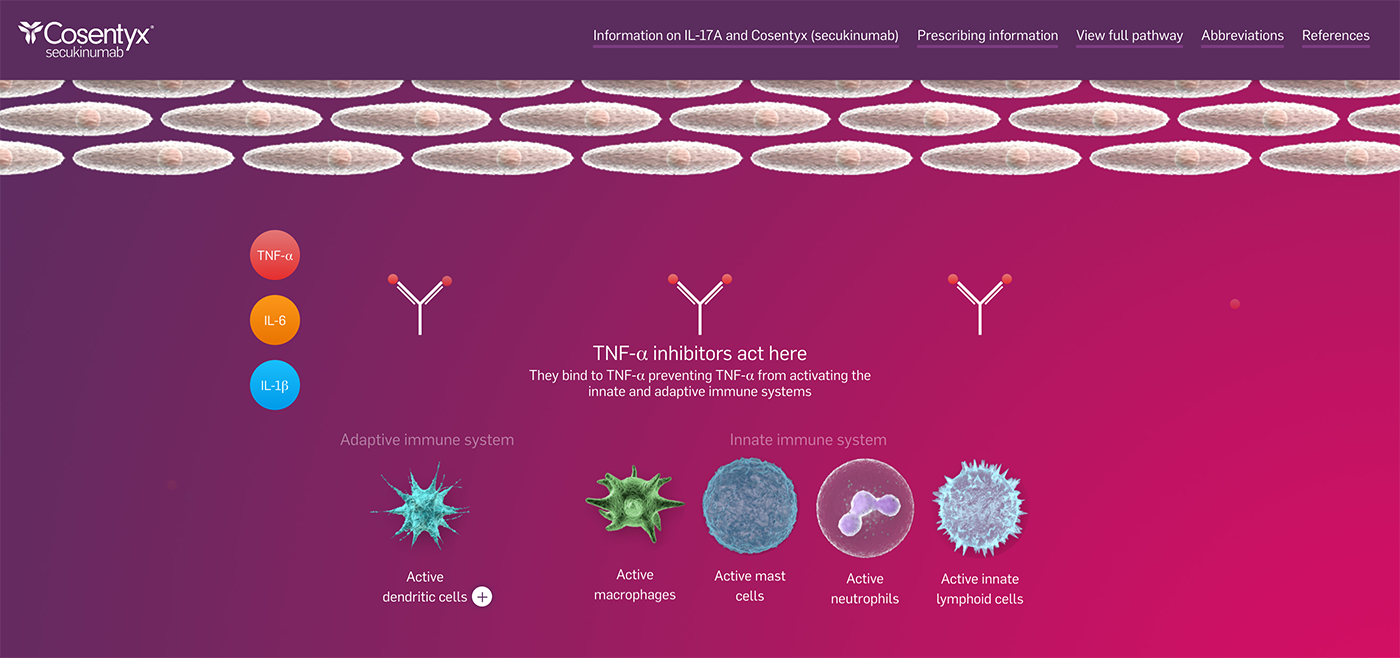 Cosentyx®
secukinumab
Information on IL-17A and Cosentyx (secukinumab)
Prescribing information
View full pathway
Abbreviations
References
TNF-α
IL-6
IL-1β
TNF-α inhibitors act here
They bind to TNF-α preventing TNF-α from activating the
innate and adaptive immune systems
Adaptive immune system
Innate immune system
Active
dendritic cells
Active
macrophages
Active mast
cells
Active
neutrophils
Active innate
lymphoid cells